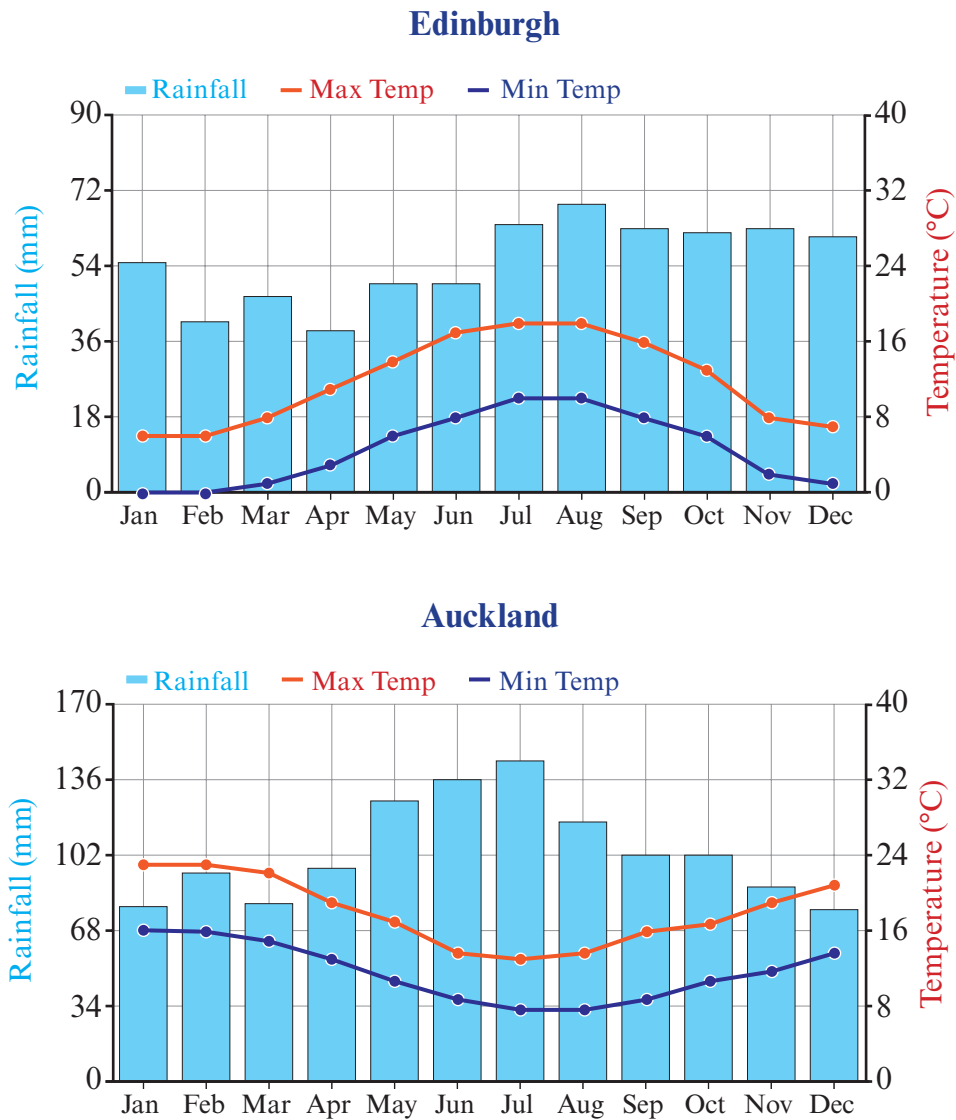 Edinburgh
Rainfall Max Temp Min Temp
90 40
72 32
54 24
36 16
18 8
0 0
Rainfall (mm)
Temperature (°C)
Jan Feb Mar Apr May Jun Jul Aug Sep Oct Nov Dec
Auckland
Rainfall Max Temp Min Temp
170 40
136 32
102 24
68 16
34 8
0 0
Rainfall (mm)
Temperature (°C)
Jan Feb Mar Apr May Jun Jul Aug Sep Oct Nov Dec